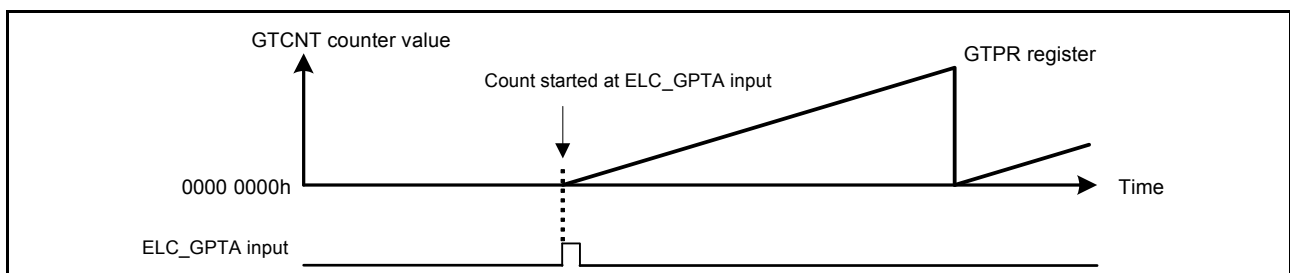 GTCNT counter value
GTPR register
Count started at ELC_GPTA input
0000 0000h
Time
ELC_GPTA input